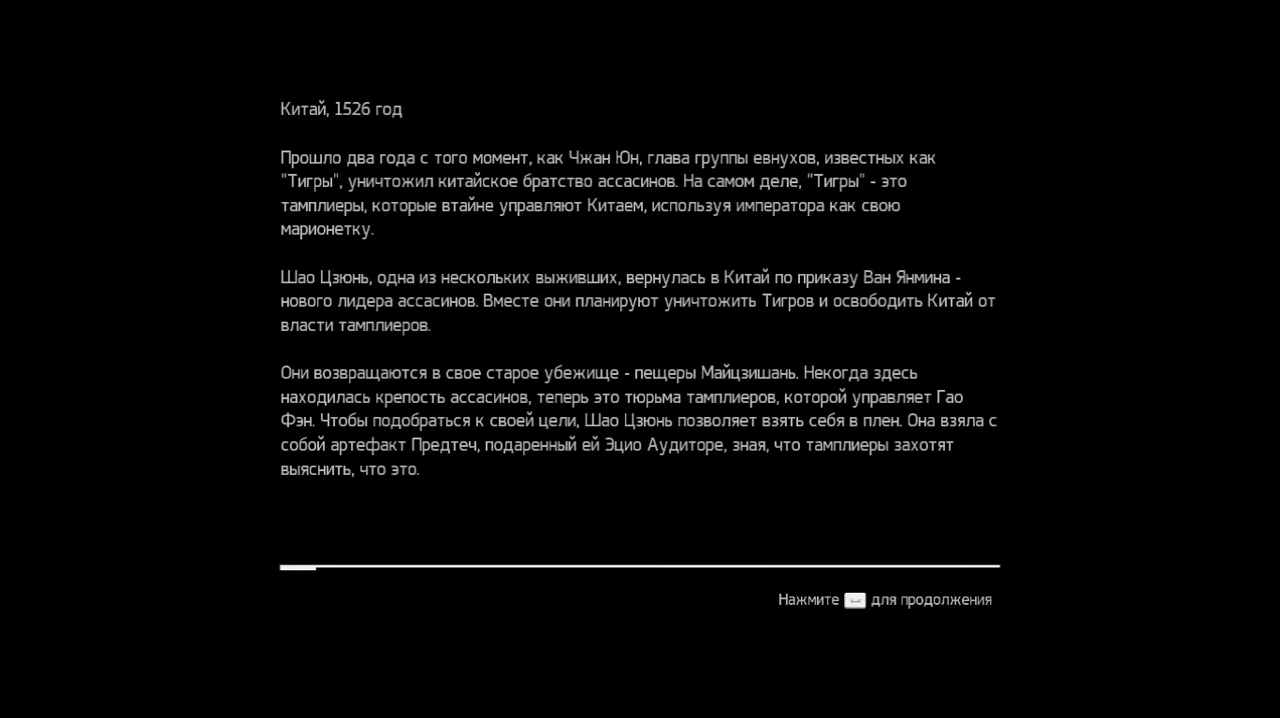 Китай, 1526 год
Прошло два года с того момент, как Чжан Юн, глава группы евнухов, известных как
"Тигры", уничтожил китайское братство ассасинов. На самом деле, "Тигры" - это
тамплиеры, которые втайне управляют Китаем, используя императора как свою
марионетку.
Шао Цзюнь, одна из нескольких выживших, вернулась в Китай по приказу Ван Янмина -
нового лидера ассасинов. Вместе они планируют уничтожить Тигров и освободить Китай от
власти тамплиеров.
Они возвращаются в свое старое убежище - пещеры Майцзишань. Некогда здесь
находилась крепость ассасинов, теперь это тюрьма тамплиеров, которой управляет Гао
Фэн. Чтобы подобраться к своей цели, Шао Цзюнь позволяет взять себя в плен. Она взяла с
собой артефакт Предтеч, подаренный ей Эцио Аудиторе, зная, что тамплиеры захотят
выяснить, что это.
Нажмите для продолжения